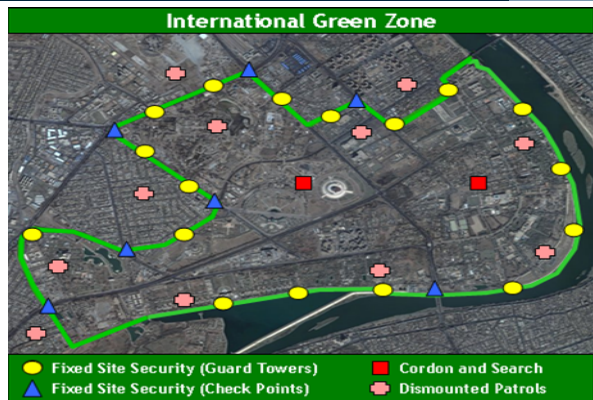 International Green Zone
Fixed Site Security (Guard Towers)
Cordon and Search
Fixed Site Security (Check Points)
Dismounted Patrols